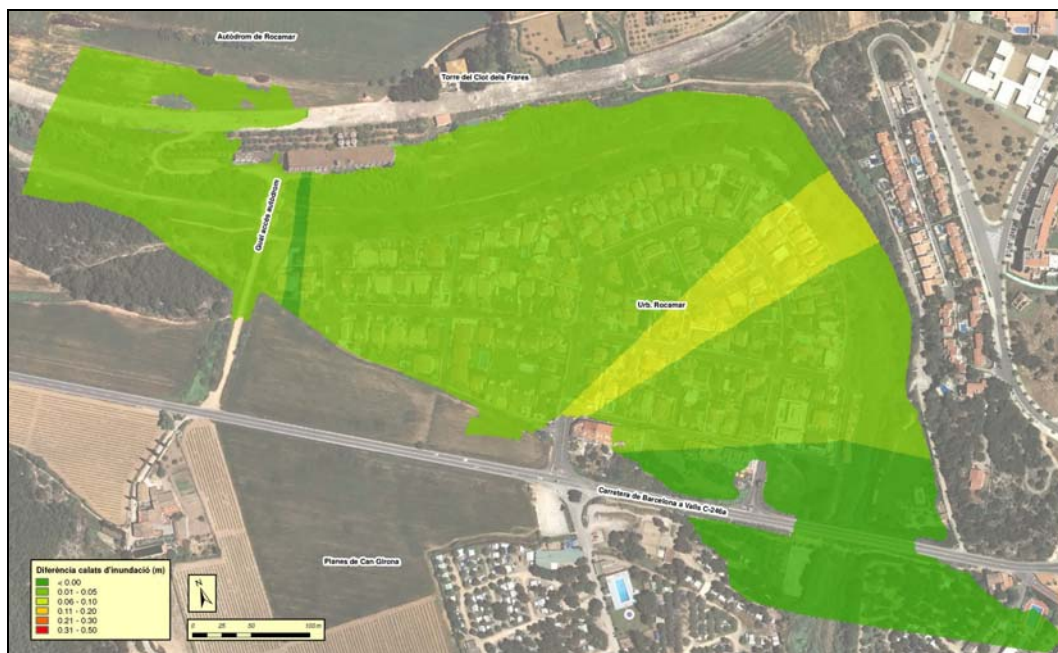 Autòdrom de Rocamar
Torre del Clot dels Frares
Gual accés autòdrom
Urb. Rocamar
Carretera de Barcelona a Valls C-246a
Planes de Can Girona
Diferència calats d'inundació (m)
< 0.00
0.01 - 0.05
0.06 - 0.10
0.11 - 0.20
0.21 - 0.30
0.31 - 0.50
N
0 25 50 100 m